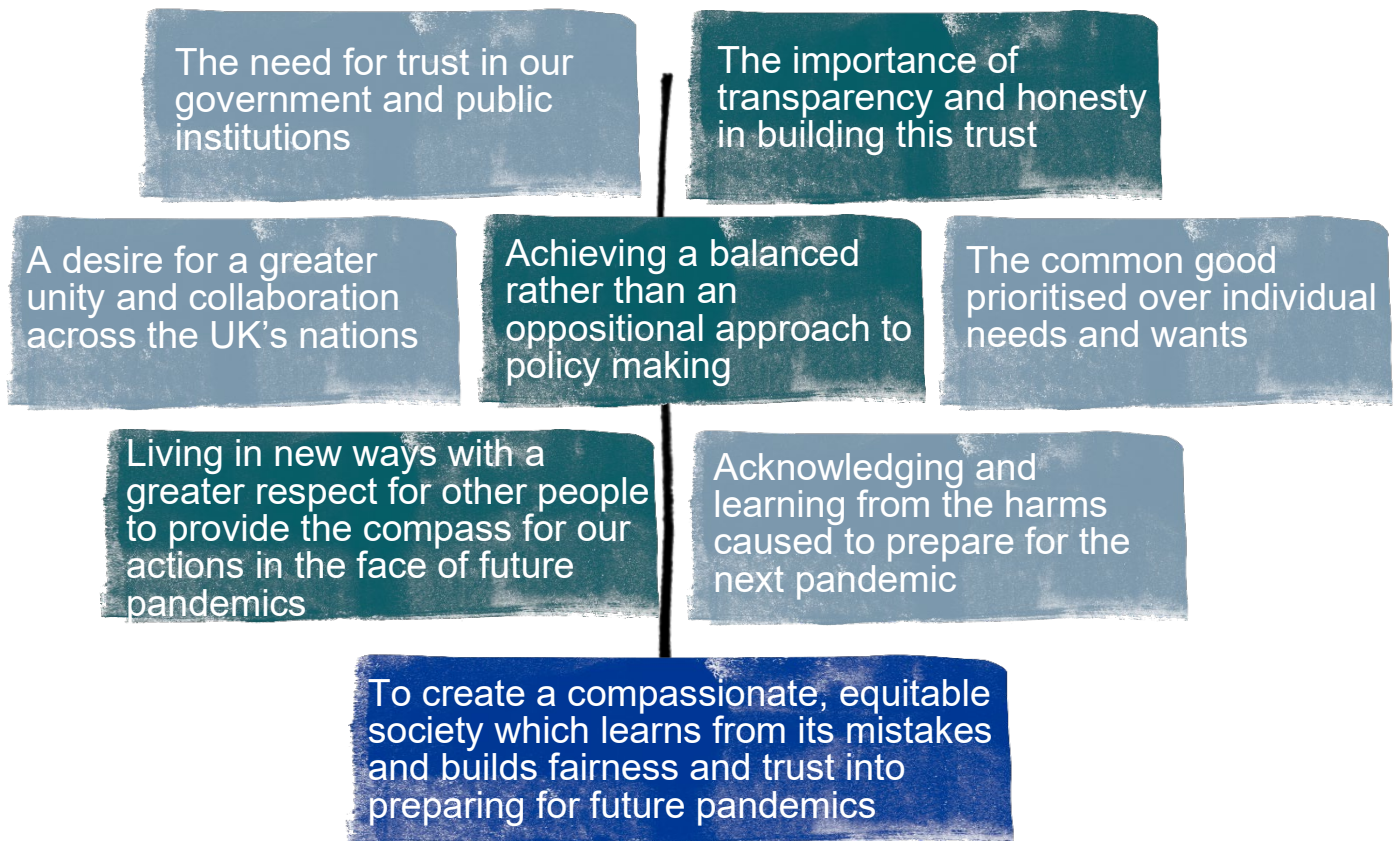 The need for trust in our
government and public
institutions
The importance of
transparency and honesty
in building this trust
A desire for a greater
unity and collaboration
across the UK’s nations
Achieving a balanced
rather than an
oppositional approach to
policy making
The common good
prioritised over individual
needs and wants
Living in new ways with a
greater respect for other people
to provide the compass for our
actions in the face of future
pandemics
Acknowledging and
learning from the harms
caused to prepare for the
next pandemic
To create a compassionate, equitable
society which learns from its mistakes
and builds fairness and trust into
preparing for future pandemics